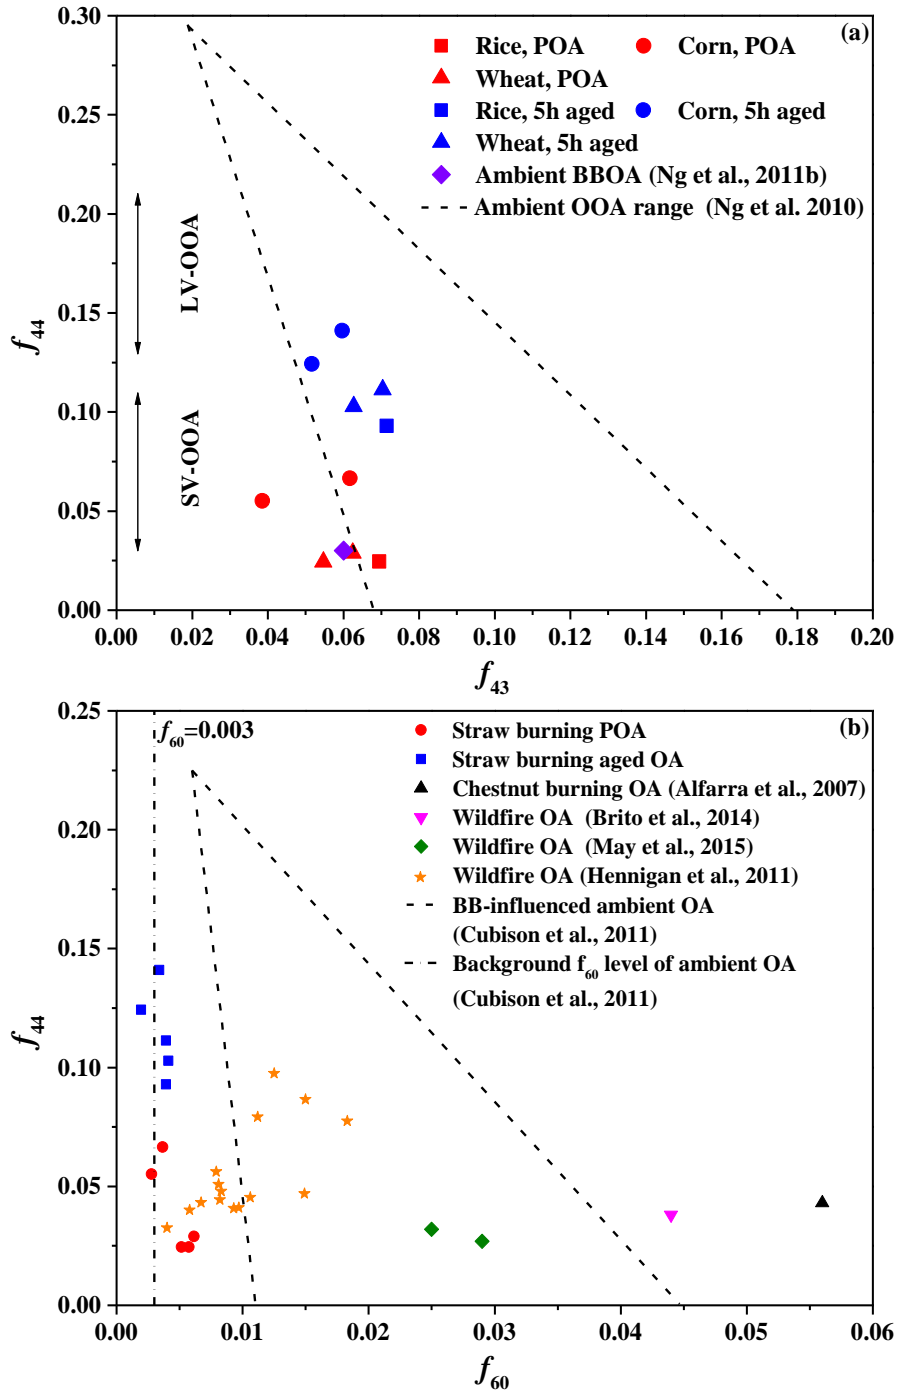 (a)
Rice, POA Corn, POA
Wheat, POA
Rice, 5h aged Corn, 5h aged
Wheat, 5h aged
Ambient BBOA (Ng et al., 2011b)
Ambient OOA range (Ng et al. 2010)
LV-OOA
SV-OOA
0.30
0.25
0.20
0.15
0.10
0.05
0.00
f44
0.00 0.02 0.04 0.06 0.08 0.10 0.12 0.14 0.16 0.18 0.20
f43
(b)
f60=0.003
Straw burning POA
Straw burning aged OA
Chestnut burning OA (Alfarra et al., 2007)
Wildfire OA (Brito et al., 2014)
Wildfire OA (May et al., 2015)
Wildfire OA (Hennigan et al., 2011)
BB-influenced ambient OA
(Cubison et al., 2011)
Background f60 level of ambient OA
(Cubison et al., 2011)
0.25
0.20
0.15
0.10
0.05
0.00
f44
0.00 0.01 0.02 0.03 0.04 0.05 0.06
f60